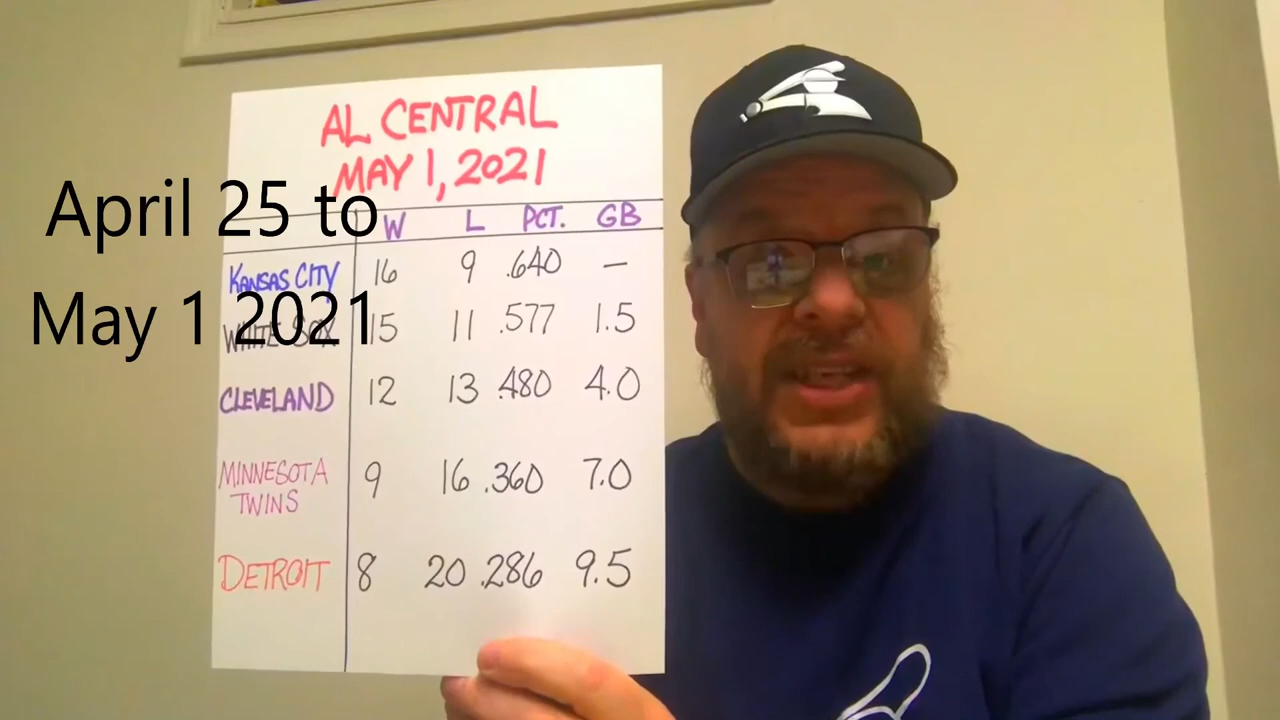 AL CENTRAL
MAY 1, 2021
April 25 to
May 1 2021
W L PCT. GB
KANSAS CITY 16 9 .640 —
WHITE SOX 15 11 .577 1.5
CLEVELAND 12 13 .480 4.0
MINNESOTA
TWINS 9 16 .360 7.0
DETROIT 8 20 .286 9.5